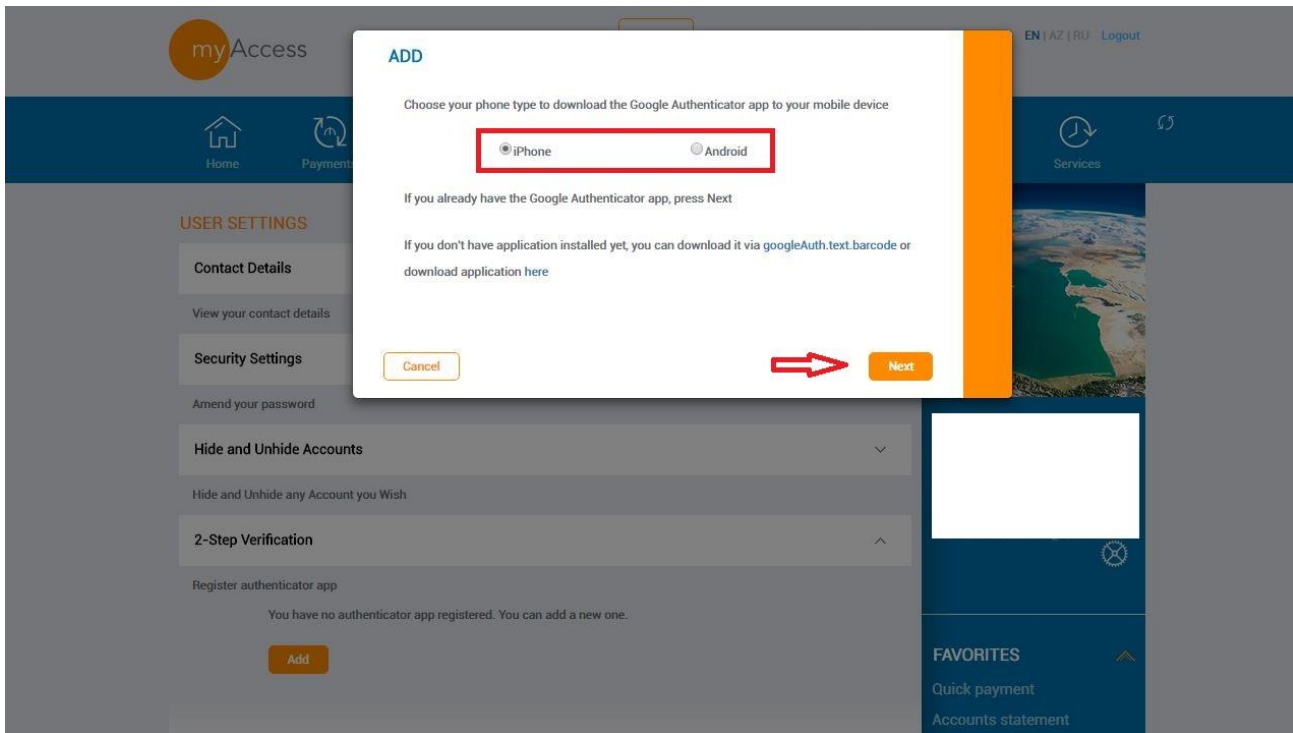 myAccess
EN | AZ | RU Logout
Home
Payment
Services
ADD
Choose your phone type to download the Google Authenticator app to your mobile device
iPhone
Android
If you already have the Google Authenticator app, press Next
If you don't have application installed yet, you can download it via googleAuth.text.barcode or
download application here
Cancel
Next
USER SETTINGS
Contact Details
View your contact details
Security Settings
Amend your password
Hide and Unhide Accounts
Hide and Unhide any Account you Wish
2-Step Verification
Register authenticator app
You have no authenticator app registered. You can add a new one.
Add
FAVORITES
Quick payment
Accounts statement